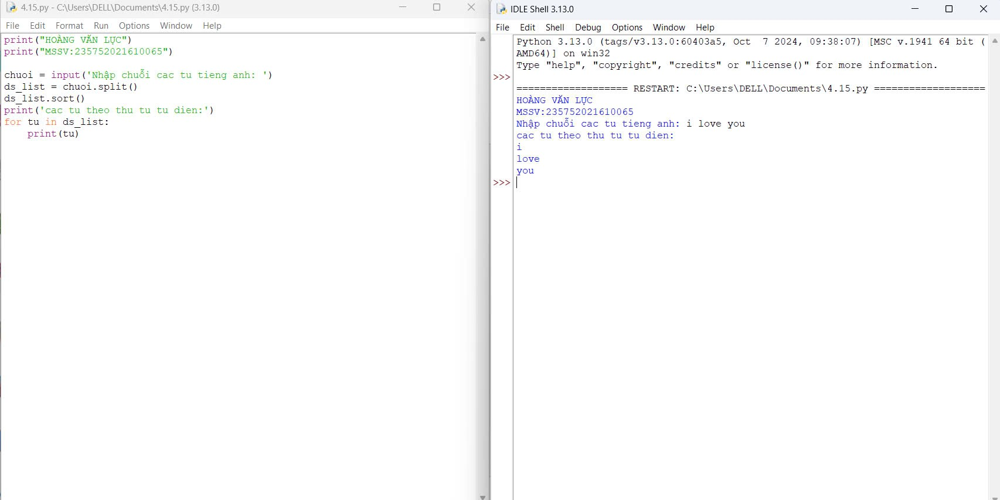 4.15.py - C:\Users\DELL\Documents\4.15.py (3.13.0)
File Edit Format Run Options Window Help
print("HOÀNG VĂN LỰC")
print("MSSV:235752021610065")
chuoi = input('Nhập chuỗi cac tu tieng anh: ')
ds_list = chuoi.split()
ds_list.sort()
print('cac tu theo thu tu tu dien:')
for tu in ds_list:
    print(tu)
IDLE Shell 3.13.0
File Edit Shell Debug Options Window Help
Python 3.13.0 (tags/v3.13.0:60403a5, Oct  7 2024, 09:38:07) [MSC v.1941 64 bit (
AMD64)] on win32
Type "help", "copyright", "credits" or "license()" for more information.
>>>
=================== RESTART: C:\Users\DELL\Documents\4.15.py ===================
HOÀNG VĂN LỰC
MSSV:235752021610065
Nhập chuỗi cac tu tieng anh: i love you
cac tu theo thu tu tu dien:
i
love
you
>>>